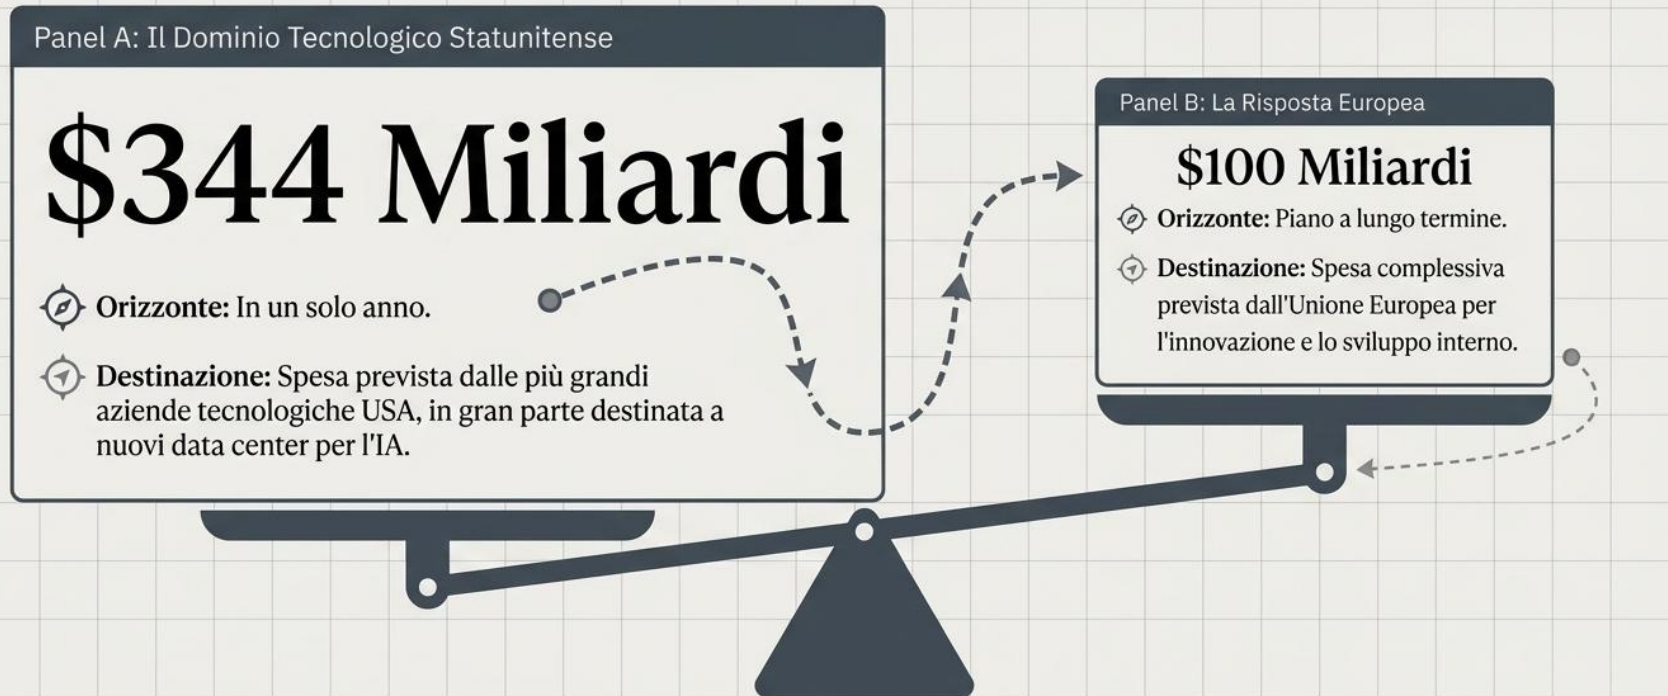 Panel A: Il Dominio Tecnologico Statunitense
$344 Miliardi
Orizzonte: In un solo anno.
Destinazione: Spesa prevista dalle più grandi
aziende tecnologiche USA, in gran parte destinata a
nuovi data center per l'IA.
Panel B: La Risposta Europea
$100 Miliardi
Orizzonte: Piano a lungo termine.
Destinazione: Spesa complessiva
prevista dall'Unione Europea per
l'innovazione e lo sviluppo interno.